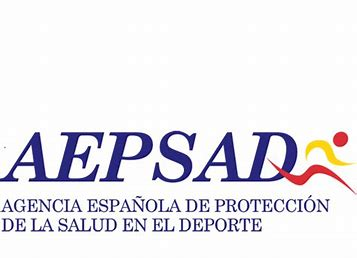 AEPSAD
AGENCIA ESPAÑOLA DE PROTECCIÓN
DE LA SALUD EN EL DEPORTE